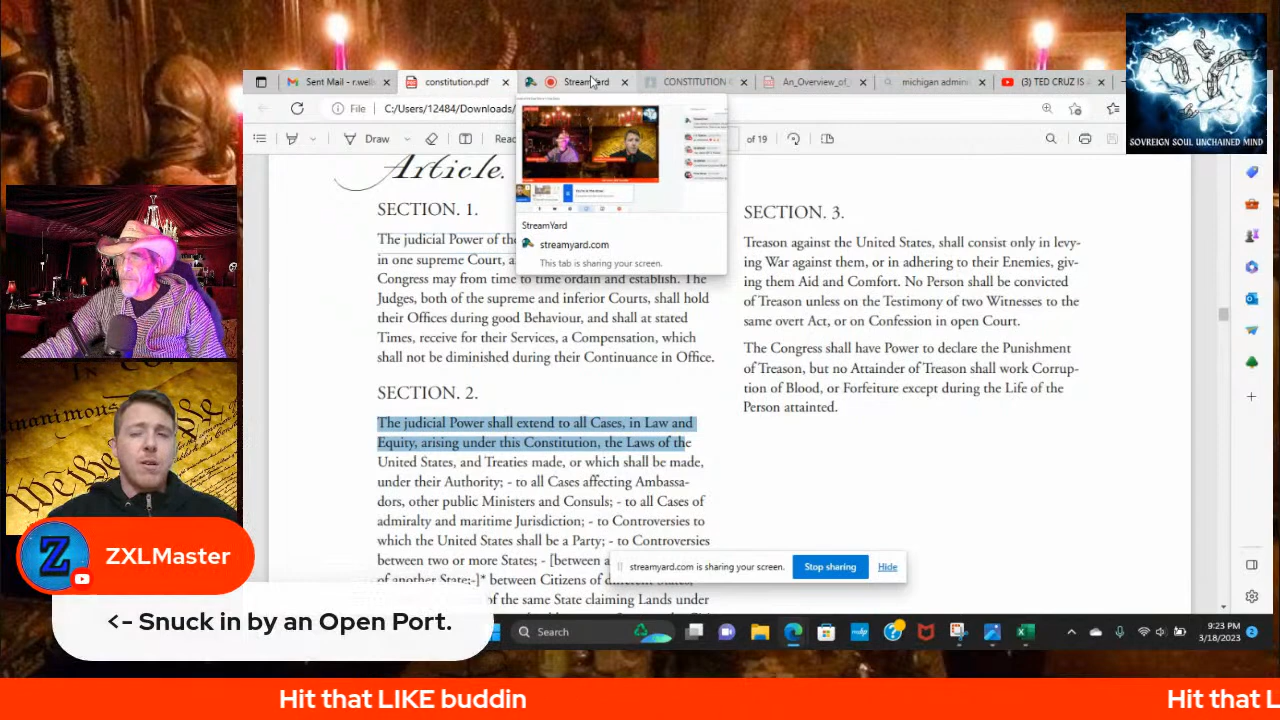 Sent Mail - r.well
constitution.pdf
StreamYard
CONSTITUTION
An_Overview_of_
michigan admini
(3) TED CRUZ IS
File
C:/Users/12484/Downloads/
Draw
of 19
SOVREIGN SOUL UNCHAINED MIND
StreamYard
streamyard.com
This tab is sharing your screen.
Article.
SECTION. 1.
The judicial Power of the
in one supreme Court, a
Congress may from time to time ordain and establish. The
Judges, both of the supreme and inferior Courts, shall hold
their Offices during good Behaviour, and shall at stated
Times, receive for their Services, a Compensation, which
shall not be diminished during their Continuance in Office.
SECTION. 2.
The judicial Power shall extend to all Cases, in Law and
Equity, arising under this Constitution, the Laws of the
United States, and Treaties made, or which shall be made,
under their Authority; - to all Cases affecting Ambassa-
dors, other public Ministers and Consuls; - to all Cases of
admiralty and maritime Jurisdiction; - to Controversies to
which the United States shall be a Party; - to Controversies
between two or more States; - [between a
of another State;-]* between Citizens of different States,
of the same State claiming Lands under
SECTION. 3.
Treason against the United States, shall consist only in levy-
ing War against them, or in adhering to their Enemies, giv-
ing them Aid and Comfort. No Person shall be convicted
of Treason unless on the Testimony of two Witnesses to the
same overt Act, or on Confession in open Court.
The Congress shall have Power to declare the Punishment
of Treason, but no Attainder of Treason shall work Corrup-
tion of Blood, or Forfeiture except during the Life of the
Person attainted.
streamyard.com is sharing your screen.
Stop sharing
Hide
We the
ZXLMaster
<- Snuck in by an Open Port.
Search
9:23 PM
3/18/2023
Hit that LIKE buddin
Hit that L